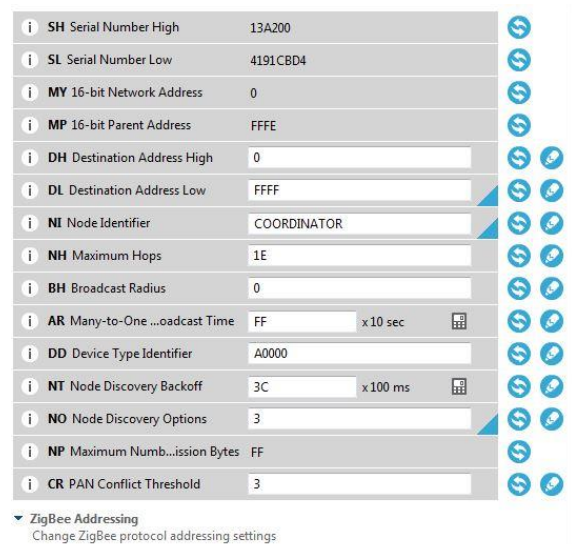 i SH Serial Number High 13A200
i SL Serial Number Low 4191CBD4
i MY 16-bit Network Address 0
i MP 16-bit Parent Address FFFE
i DH Destination Address High 0
i DL Destination Address Low FFFF
i NI Node Identifier COORDINATOR
i NH Maximum Hops 1E
i BH Broadcast Radius 0
i AR Many-to-One ...oadcast Time FF x 10 sec
i DD Device Type Identifier A0000
i NT Node Discovery Backoff 3C x 100 ms
i NO Node Discovery Options 3
i NP Maximum Numb...ission Bytes FF
i CR PAN Conflict Threshold 3
ZigBee Addressing
Change ZigBee protocol addressing settings